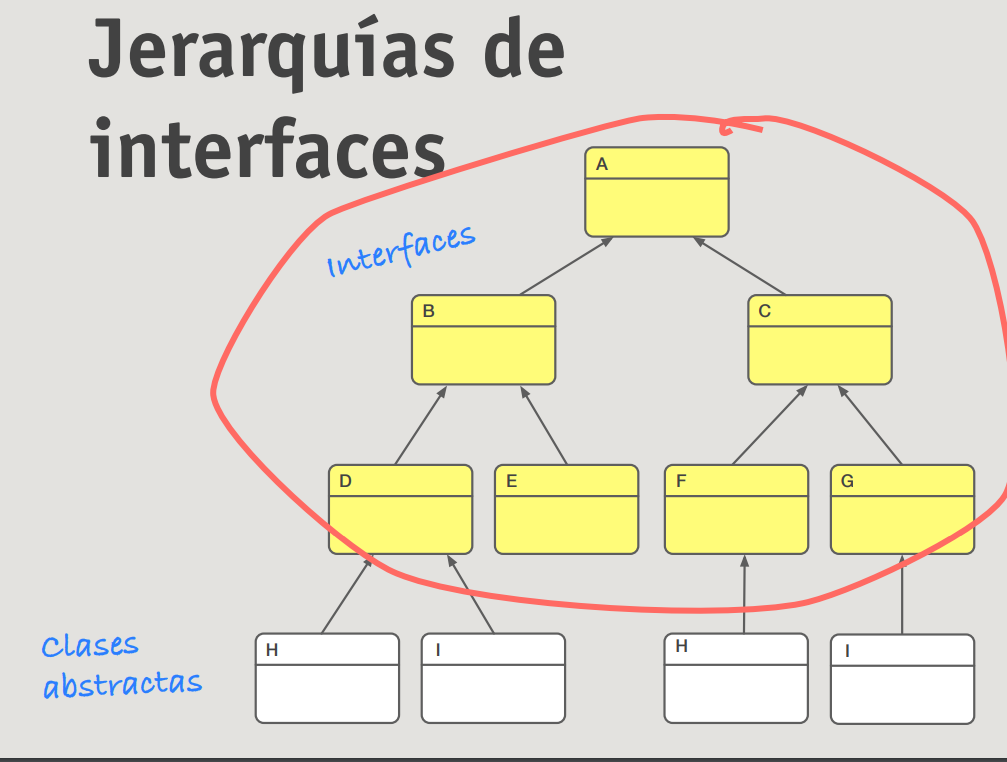 Jerarquías de
interfaces
A
Interfaces
B
C
D
E
F
G
H
I
H
I
Clases
abstractas